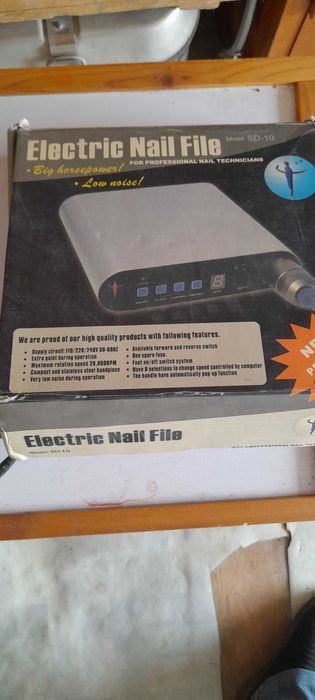 Electric Nail File Model: SD-10
FOR PROFESSIONAL NAIL TECHNICIANS
• Big horsepower!
• Low noise!
We are proud of our high quality products with following features.
• Supply circuit: 110/220/240V 50-60HZ
• Extra quiet during operation
• Maximum rotation speed 20,000RPM
• Compact and stainless steel handpiece
• Very low noise during operation
• Available forward and reverse switch
• One spare fuse.
• Foot on/off switch system
• Have 8 selections to change speed controlled by computer
• The handle have automatically pop-up function
Electric Nail File
Model: SD-10